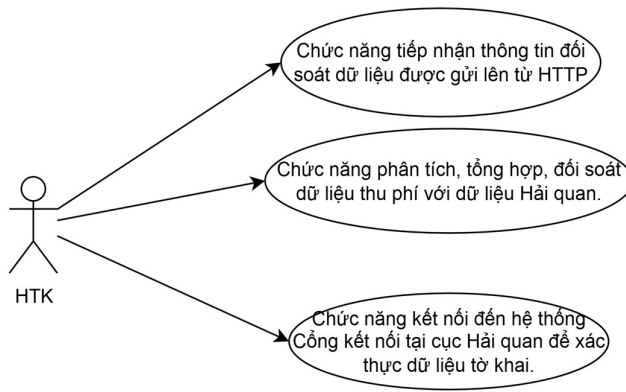 Chức năng tiếp nhận thông tin đối
soát dữ liệu được gửi lên từ HTTP
Chức năng phân tích, tổng hợp, đối soát
dữ liệu thu phí với dữ liệu Hải quan.
HTK
Chức năng kết nối đến hệ thống
Cổng kết nối tại cục Hải quan để xác
thực dữ liệu tờ khai.